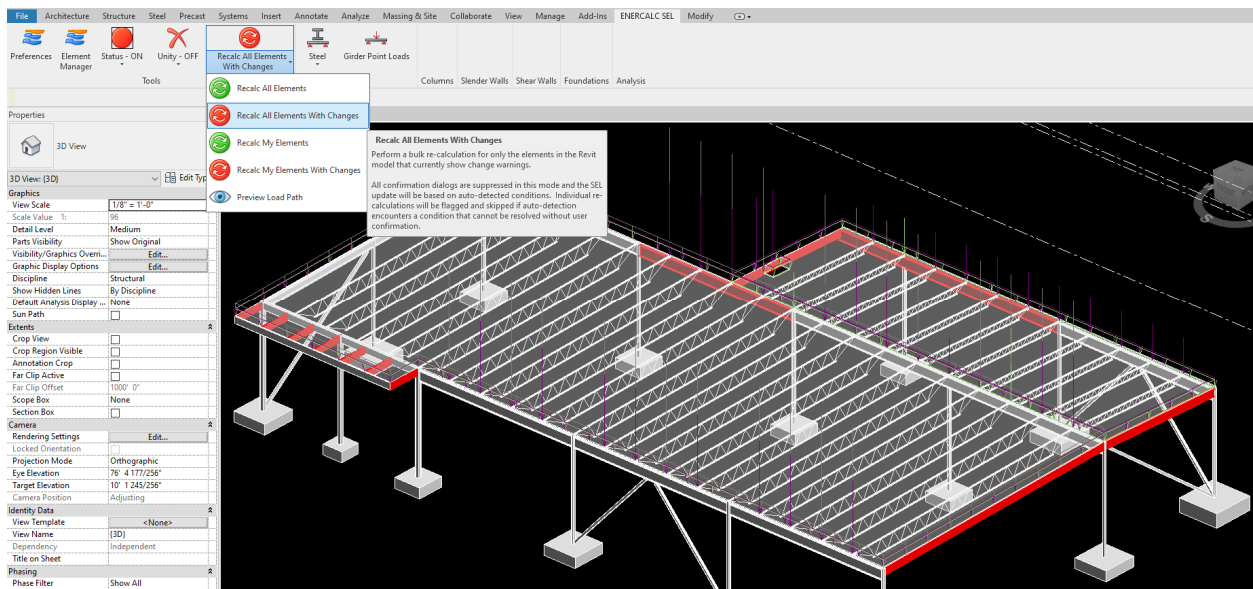 File Architecture Structure Steel Precast Systems Insert Annotate Analyze Massing & Site Collaborate View Manage Add-Ins ENERCALC SEL Modify
Preferences
Element
Manager
Status - ON
Unity - OFF
Recalc All Elements
With Changes
Steel
Girder Point Loads
Tools
Columns Slender Walls Shear Walls Foundations Analysis
Recalc All Elements
Recalc All Elements With Changes
Recalc My Elements
Recalc My Elements With Changes
Preview Load Path
Recalc All Elements With Changes
Perform a bulk re-calculation for only the elements in the Revit
model that currently show change warnings.
All confirmation dialogs are suppressed in this mode and the SEL
update will be based on auto-detected conditions. Individual re-
calculations will be flagged and skipped if auto-detection
encounters a condition that cannot be resolved without user
confirmation.
Properties
3D View
3D View: {3D} Edit Typ
Graphics
View Scale 1/8" = 1'-0"
Scale Value 1: 96
Detail Level Medium
Parts Visibility Show Original
Visibility/Graphics Overri... Edit...
Graphic Display Options Edit...
Discipline Structural
Show Hidden Lines By Discipline
Default Analysis Display ... None
Sun Path
Extents
Crop View
Crop Region Visible
Annotation Crop
Far Clip Active
Far Clip Offset 1000' 0"
Scope Box None
Section Box
Camera
Rendering Settings Edit...
Locked Orientation
Projection Mode Orthographic
Eye Elevation 76' 4 177/256"
Target Elevation 10' 1 245/256"
Camera Position Adjusting
Identity Data
View Template <None>
View Name {3D}
Dependency Independent
Title on Sheet
Phasing
Phase Filter Show All